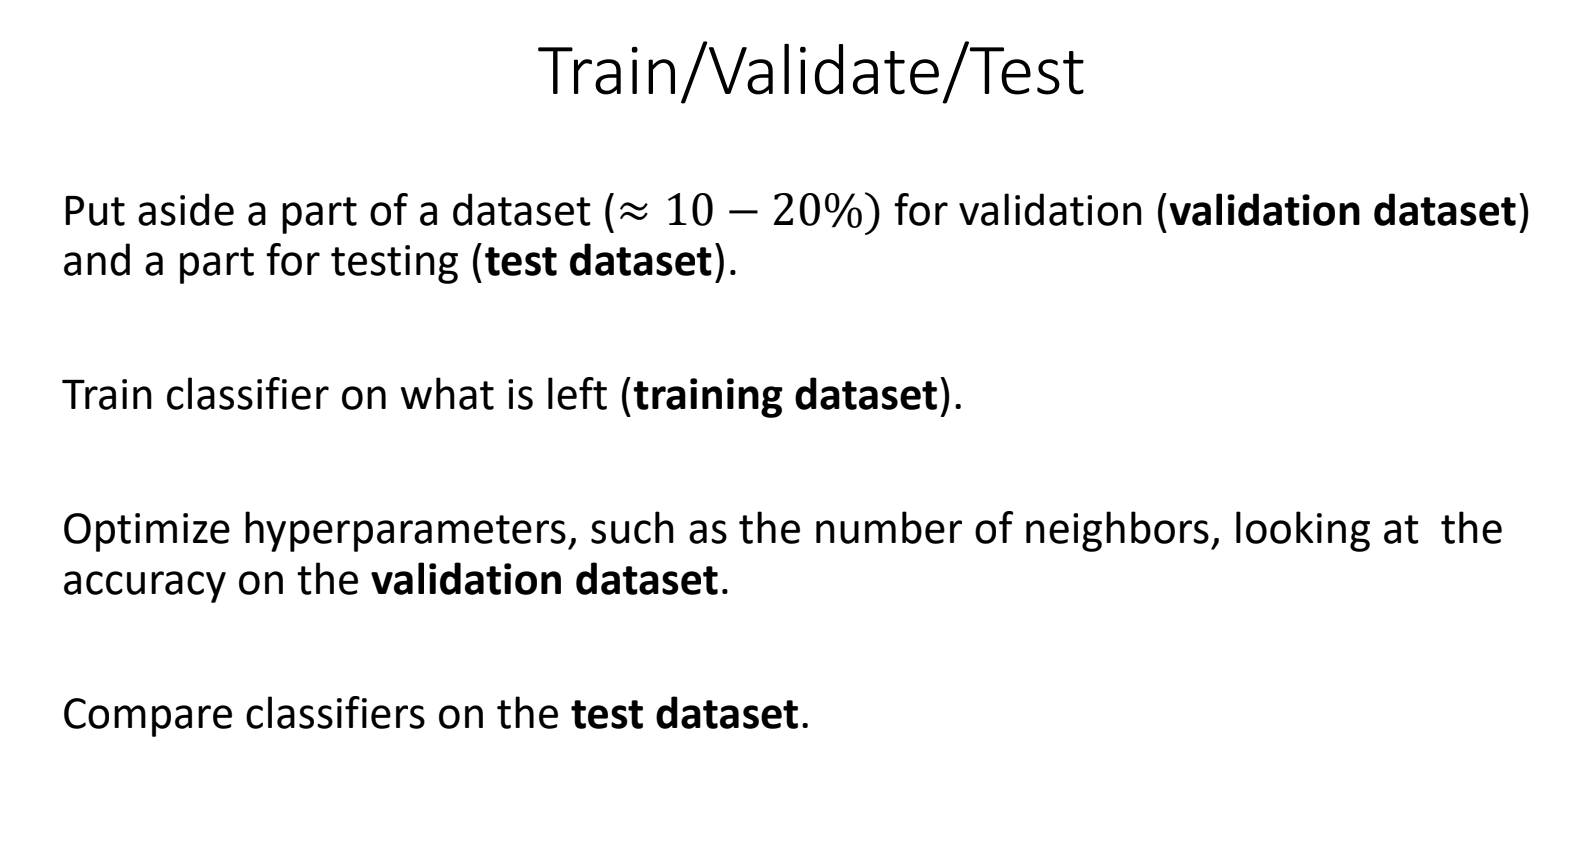 Train/Validate/Test
Put aside a part of a dataset (≈ 10 − 20%) for validation (validation dataset)
and a part for testing (test dataset).
Train classifier on what is left (training dataset).
Optimize hyperparameters, such as the number of neighbors, looking at  the
accuracy on the validation dataset.
Compare classifiers on the test dataset.